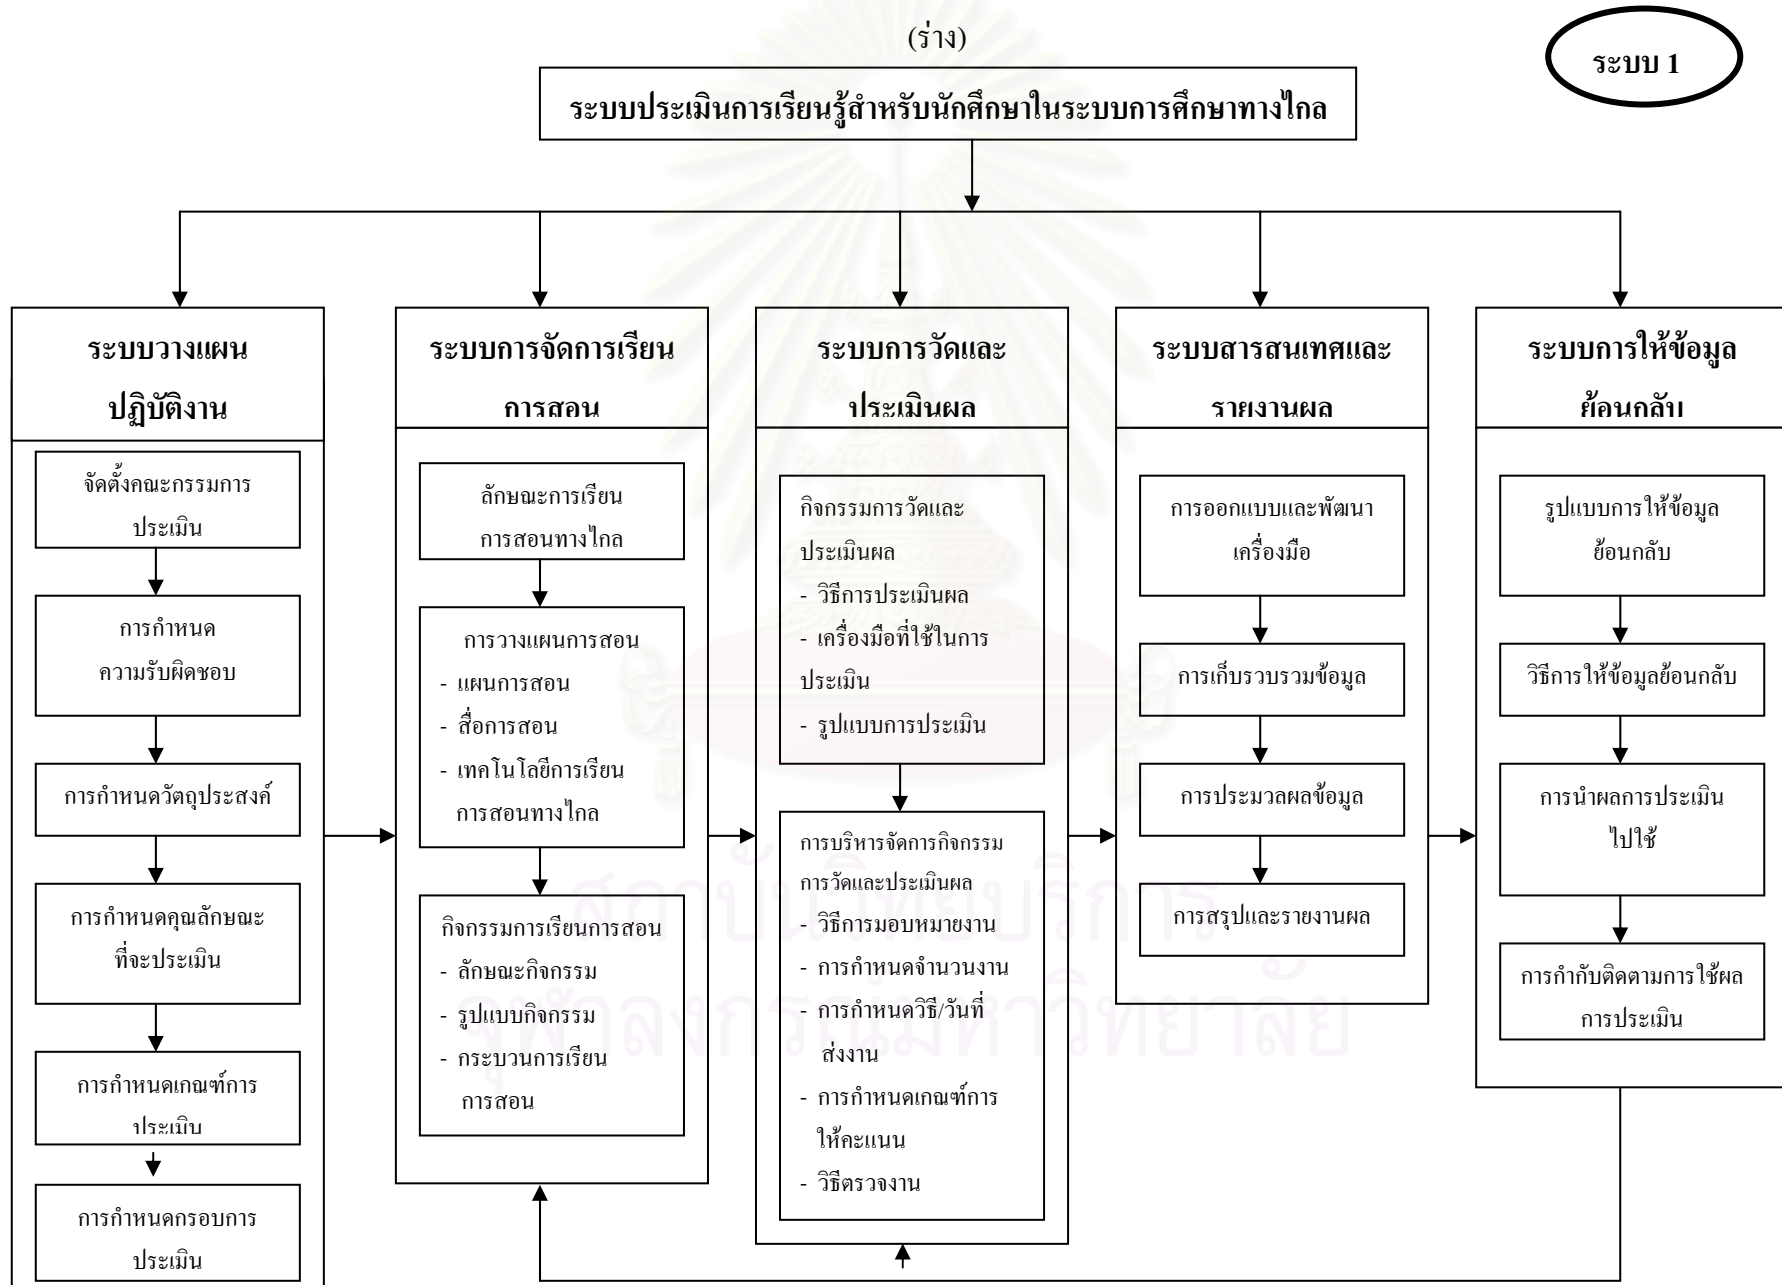 (ร่าง)
ระบบ 1
ระบบประเมินการเรียนรู้สำหรับนักศึกษาในระบบการศึกษาทางไกล
ระบบวางแผน
ปฏิบัติงาน
จัดตั้งคณะกรรมการ
ประเมิน
การกำหนด
ความรับผิดชอบ
การกำหนดวัตถุประสงค์
การกำหนดคุณลักษณะ
ที่จะประเมิน
การกำหนดเกณฑ์การ
ประเมิน
การกำหนดกรอบการ
ประเมิน
ระบบการจัดการเรียน
การสอน
ลักษณะการเรียน
การสอนทางไกล
การวางแผนการสอน
- แผนการสอน
- สื่อการสอน
- เทคโนโลยีการเรียน
การสอนทางไกล
กิจกรรมการเรียนการสอน
- ลักษณะกิจกรรม
- รูปแบบกิจกรรม
- กระบวนการเรียน
การสอน
ระบบการวัดและ
ประเมินผล
กิจกรรมการวัดและ
ประเมินผล
- วิธีการประเมินผล
- เครื่องมือที่ใช้ในการ
ประเมิน
- รูปแบบการประเมิน
การบริหารจัดการกิจกรรม
การวัดและประเมินผล
- วิธีการมอบหมายงาน
- การกำหนดจำนวนงาน
- การกำหนดวิธี/วันที่
ส่งงาน
- การกำหนดเกณฑ์การ
ให้คะแนน
- วิธีตรวจงาน
ระบบสารสนเทศและ
รายงานผล
การออกแบบและพัฒนา
เครื่องมือ
การเก็บรวบรวมข้อมูล
การประมวลผลข้อมูล
การสรุปและรายงานผล
ระบบการให้ข้อมูล
ย้อนกลับ
รูปแบบการให้ข้อมูล
ย้อนกลับ
วิธีการให้ข้อมูลย้อนกลับ
การนำผลการประเมิน
ไปใช้
การกำกับติดตามการใช้ผล
การประเมิน
สถาบันวิทยบริการ
จุฬาลงกรณ์มหาวิทยาลัย